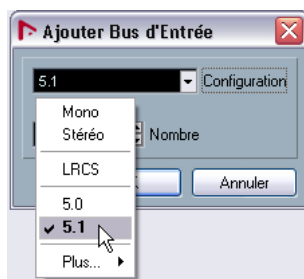 Ajouter Bus d'Entrée
5.1 Configuration
Mono
Stéréo
Nombre
LRCS
Annuler
5.0
5.1
Plus...